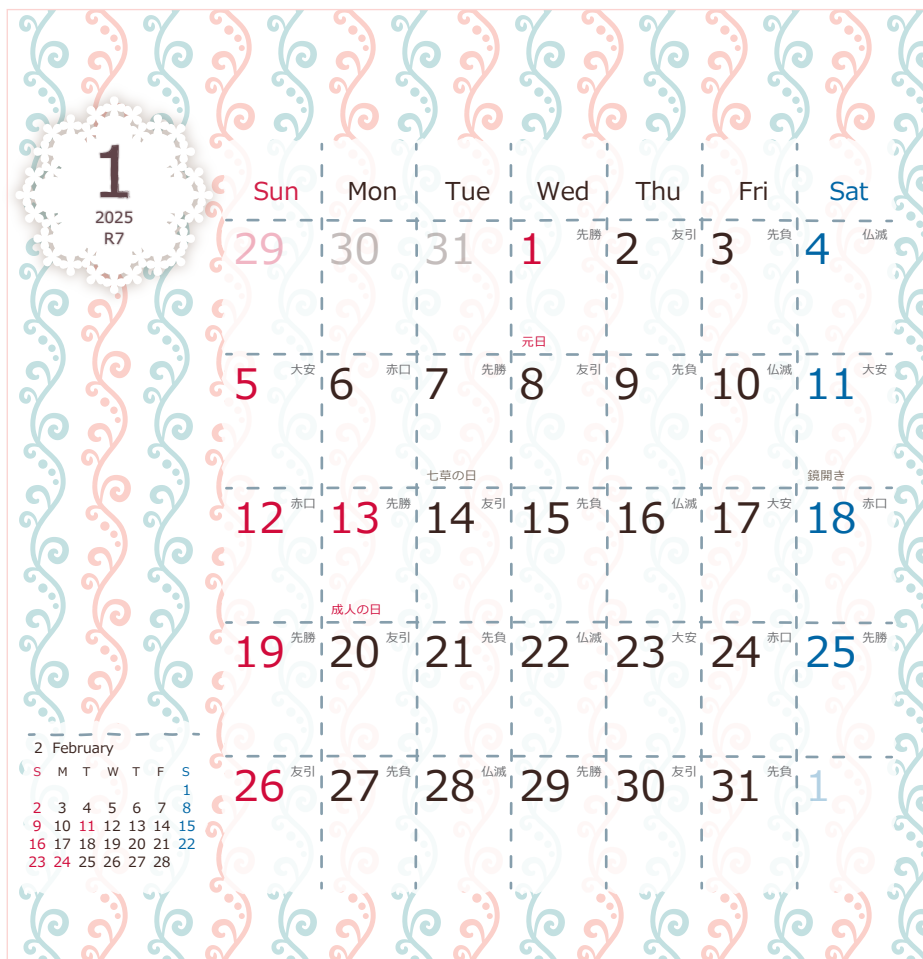 1
2025
R7
Sun Mon Tue Wed Thu Fri Sat
29 30 31 1 先勝 2 友引 3 先負 4 仏滅
元日
5 大安 6 赤口 7 先勝 8 友引 9 先負 10 仏滅 11 大安
七草の日 鏡開き
12 赤口 13 先勝 14 友引 15 先負 16 仏滅 17 大安 18 赤口
成人の日
19 先勝 20 友引 21 先負 22 仏滅 23 大安 24 赤口 25 先勝
26 友引 27 先負 28 仏滅 29 先勝 30 友引 31 先負 1
2 February
S M T W T F S
1
2 3 4 5 6 7 8
9 10 11 12 13 14 15
16 17 18 19 20 21 22
23 24 25 26 27 28